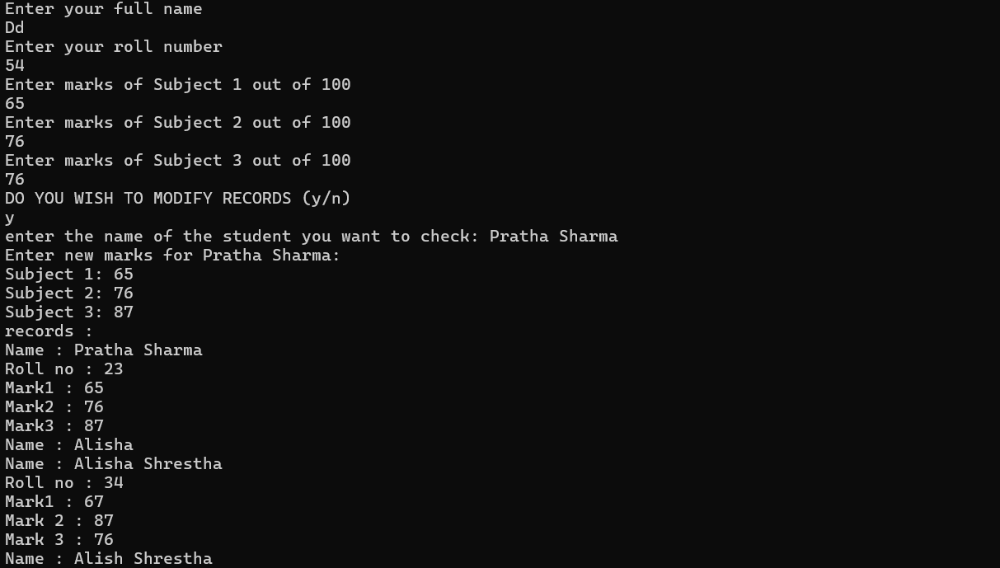 Enter your full name
Dd
Enter your roll number
54
Enter marks of Subject 1 out of 100
65
Enter marks of Subject 2 out of 100
76
Enter marks of Subject 3 out of 100
76
DO YOU WISH TO MODIFY RECORDS (y/n)
y
enter the name of the student you want to check: Pratha Sharma
Enter new marks for Pratha Sharma:
Subject 1: 65
Subject 2: 76
Subject 3: 87
records :
Name : Pratha Sharma
Roll no : 23
Mark1 : 65
Mark2 : 76
Mark3 : 87
Name : Alisha
Name : Alisha Shrestha
Roll no : 34
Mark1 : 67
Mark 2 : 87
Mark 3 : 76
Name : Alish Shrestha